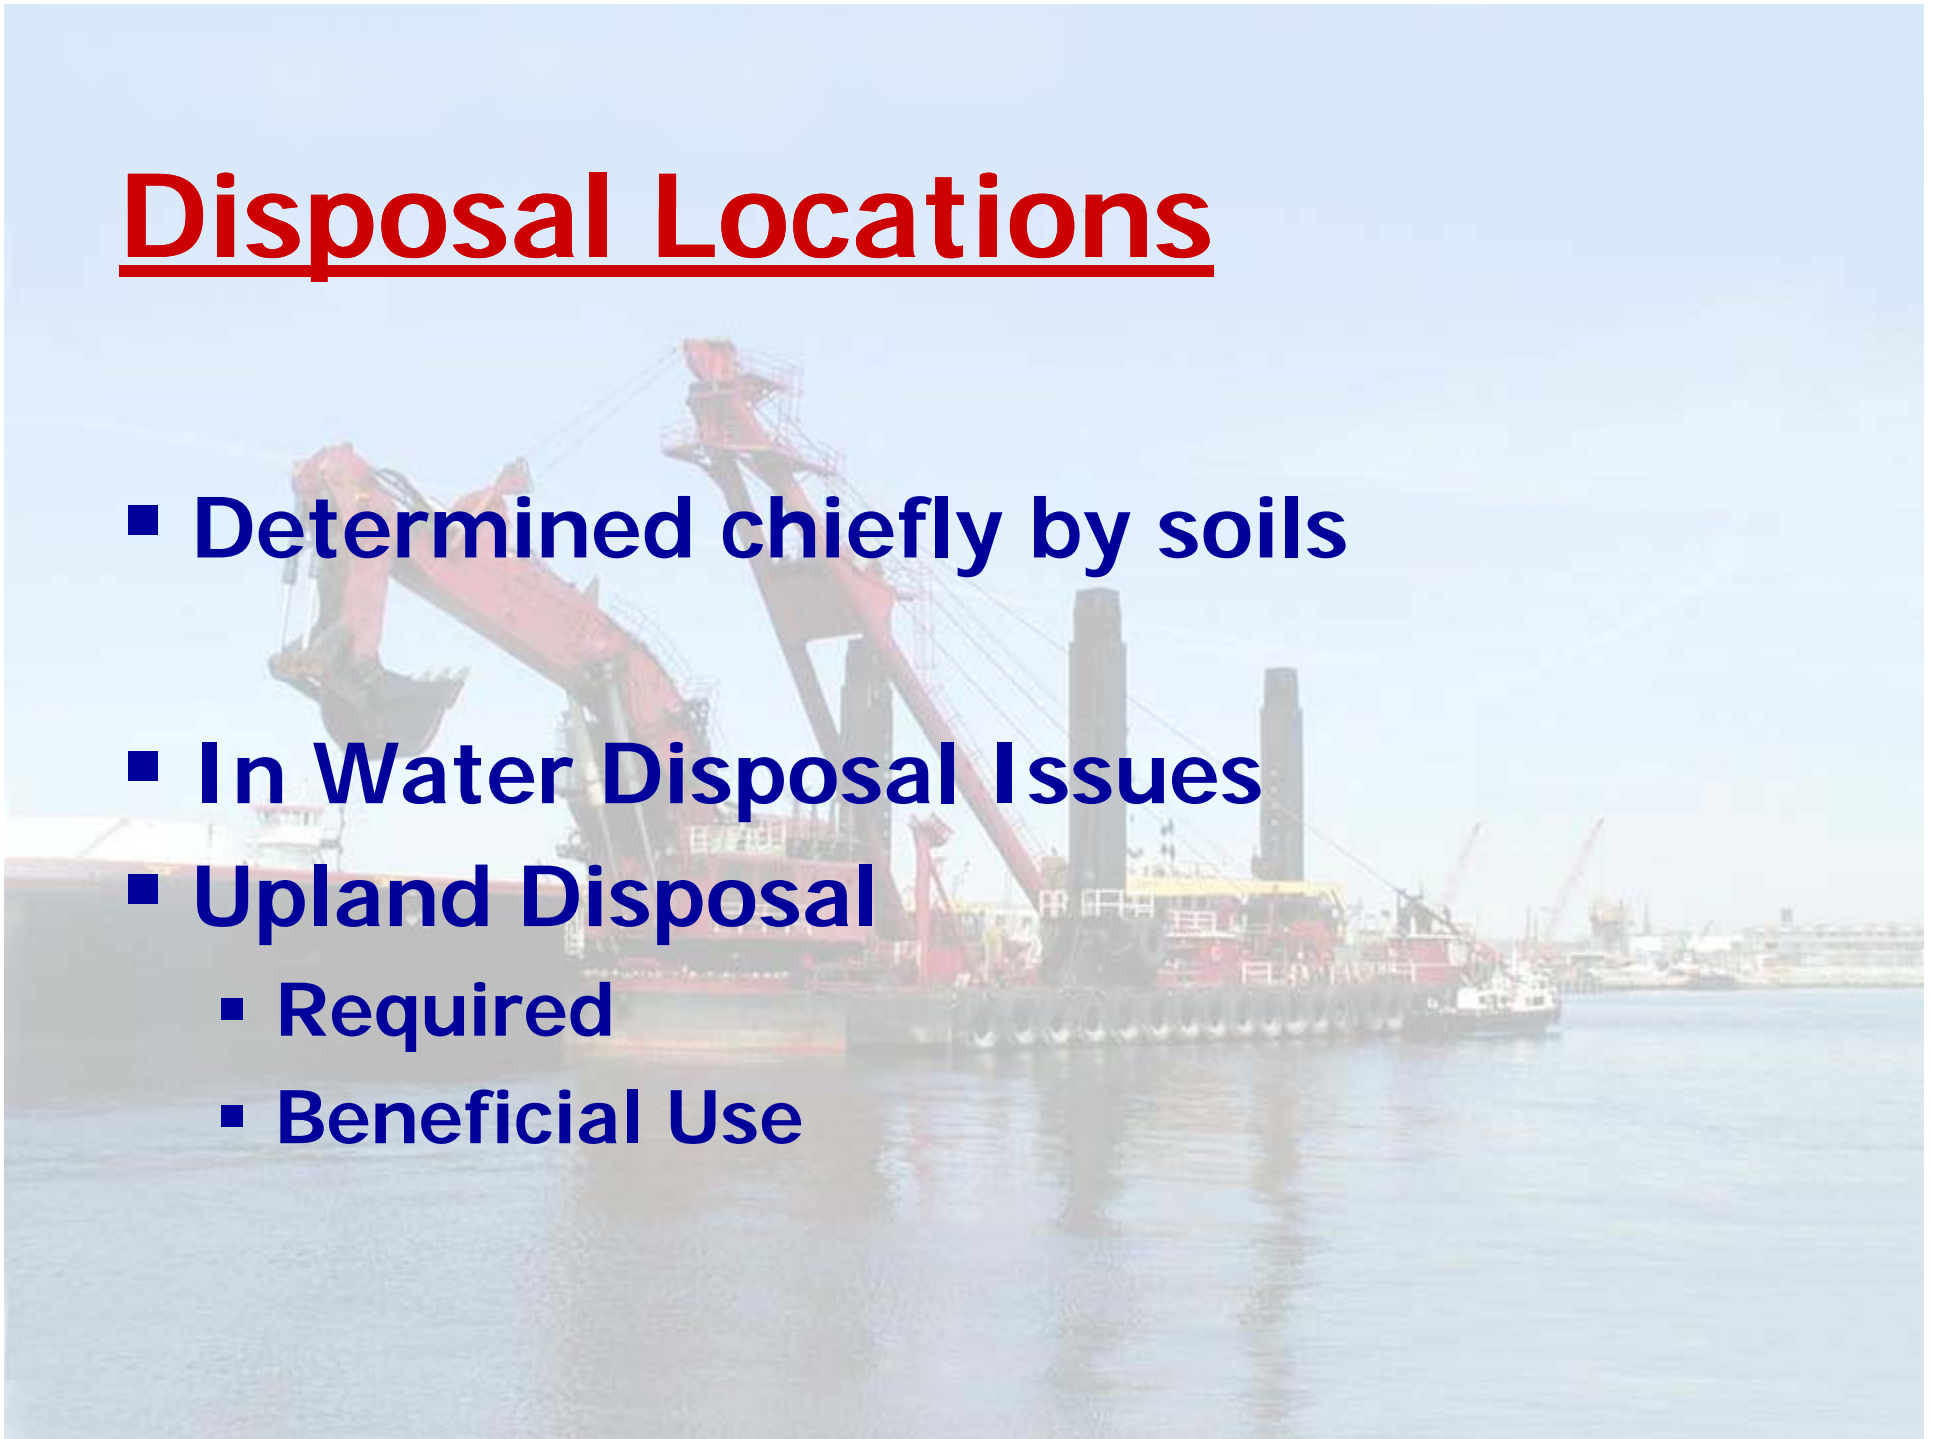 Disposal Locations
▪ Determined chiefly by soils
▪ In Water Disposal Issues
▪ Upland Disposal
▪ Required
▪ Beneficial Use